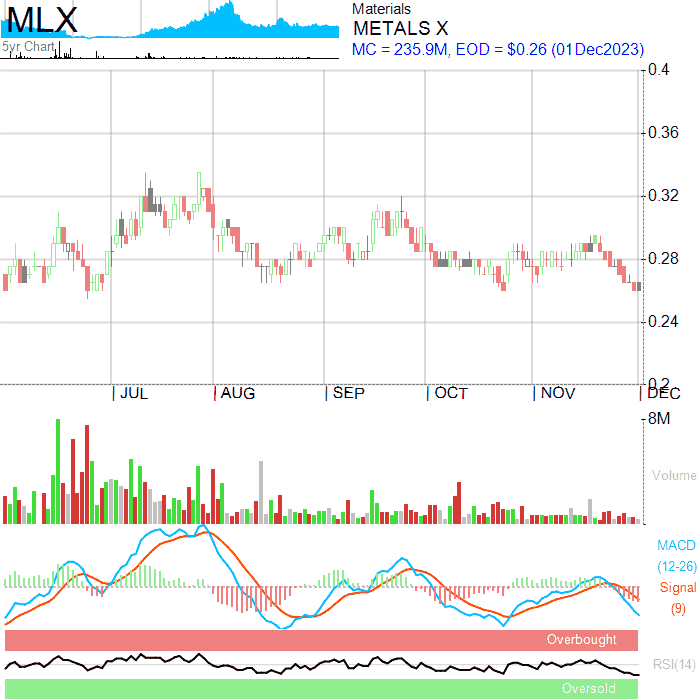 MLX
5yr Chart
Materials
METALS X
MC = 235.9M, EOD = $0.26 (01Dec2023)
0.4
0.36
0.32
0.28
0.24
0.2
JUL AUG SEP OCT NOV DEC
8M
Volume
MACD
(12-26)
Signal
(9)
Overbought
RSI(14)
Oversold